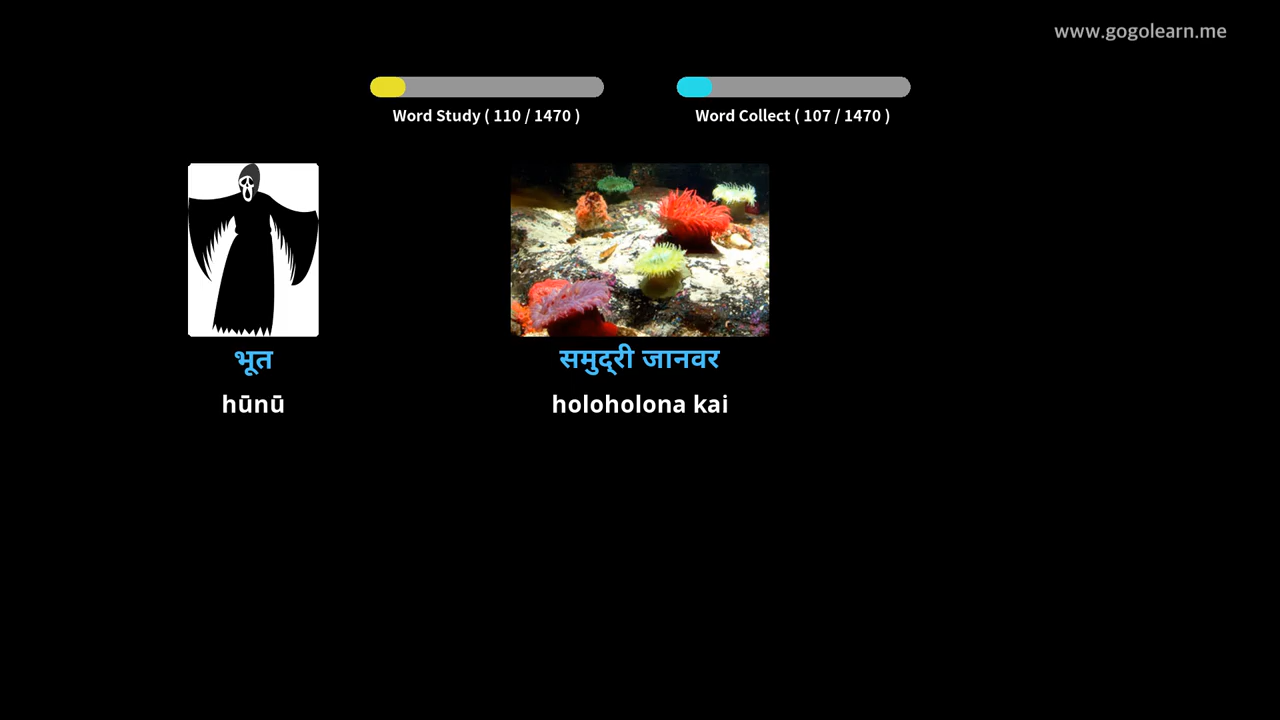 www.gogolearn.me
Word Study ( 110 / 1470 )
Word Collect ( 107 / 1470 )
भूत
समुद्री जानवर
hūnū
holoholona kai